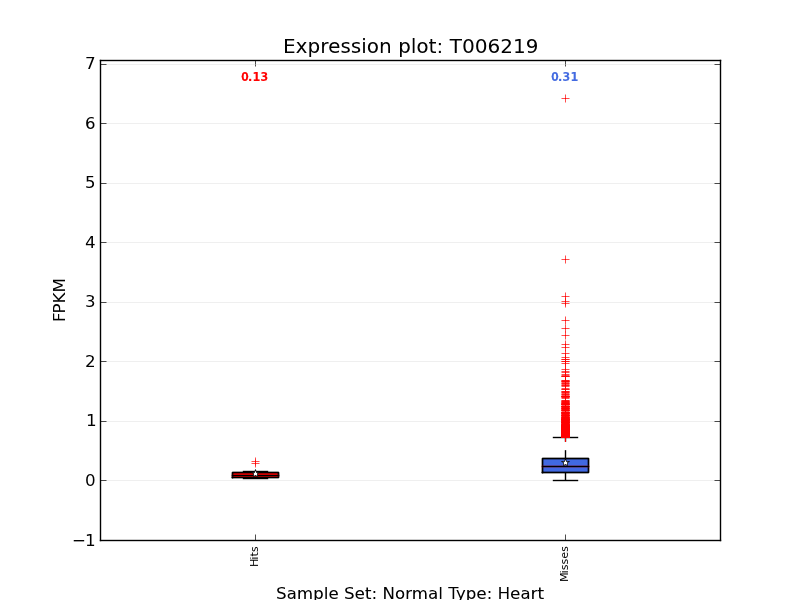 Expression plot: T006219
7
6
5
4
3
2
1
0
−1
FPKM
0.13
0.31
Hits
Misses
Sample Set: Normal Type: Heart